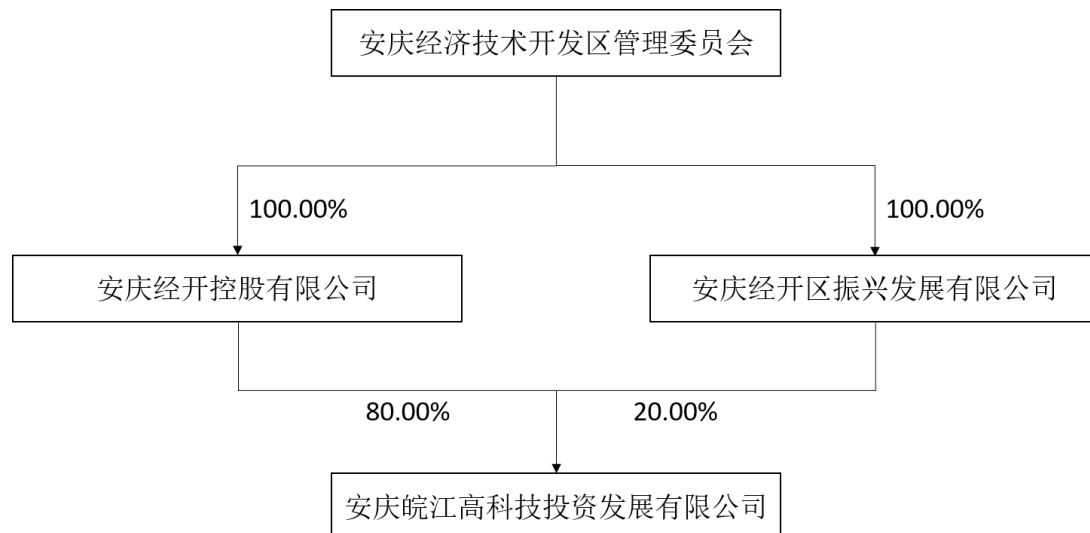 安庆经济技术开发区管理委员会
100.00%
100.00%
安庆经开控股有限公司
安庆经开区振兴发展有限公司
80.00%
20.00%
安庆皖江高科技投资发展有限公司